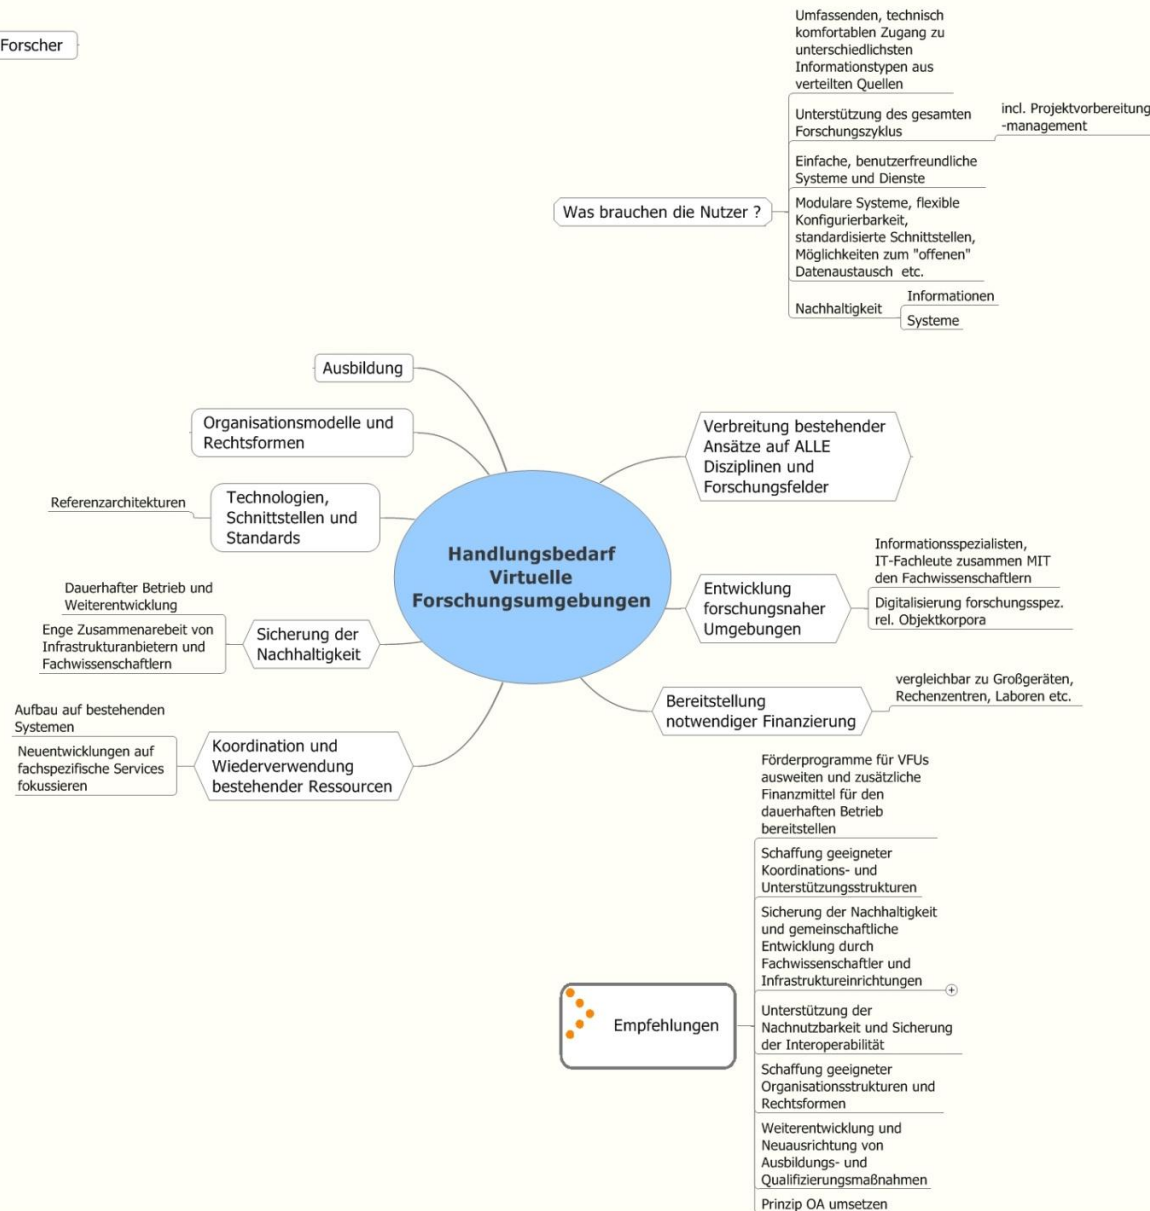 Forscher
Umfassenden, technisch
komfortablen Zugang zu
unterschiedlichsten
Informationstypen aus
verteilten Quellen
Unterstützung des gesamten
Forschungszyklus
incl. Projektvorbereitung
-management
Einfache, benutzerfreundliche
Systeme und Dienste
Was brauchen die Nutzer ?
Modulare Systeme, flexible
Konfigurierbarkeit,
standardisierte Schnittstellen,
Möglichkeiten zum "offenen"
Datenaustausch etc.
Nachhaltigkeit
Informationen
Systeme
Ausbildung
Organisationsmodelle und
Rechtsformen
Referenzarchitekturen
Technologien,
Schnittstellen und
Standards
Dauerhafter Betrieb und
Weiterentwicklung
Enge Zusammenarebeit von
Infrastrukturanbietern und
Fachwissenschaftlern
Sicherung der
Nachhaltigkeit
Aufbau auf bestehenden
Systemen
Neuentwicklungen auf
fachspezifische Services
fokussieren
Koordination und
Wiederverwendung
bestehender Ressourcen
Handlungsbedarf
Virtuelle
Forschungsumgebungen
Verbreitung bestehender
Ansätze auf ALLE
Disziplinen und
Forschungsfelder
Entwicklung
forschungsnaher
Umgebungen
Informationsspezialisten,
IT-Fachleute zusammen MIT
den Fachwissenschaftlern
Digitalisierung forschungsspez.
rel. Objektkorpora
Bereitstellung
notwendiger Finanzierung
vergleichbar zu Großgeräten,
Rechenzentren, Laboren etc.
Empfehlungen
Förderprogramme für VFUs
ausweiten und zusätzliche
Finanzmittel für den
dauerhaften Betrieb
bereitstellen
Schaffung geeigneter
Koordinations- und
Unterstützungsstrukturen
Sicherung der Nachhaltigkeit
und gemeinschaftliche
Entwicklung durch
Fachwissenschaftler und
Infrastruktureinrichtungen
Unterstützung der
Nachnutzbarkeit und Sicherung
der Interoperabilität
Schaffung geeigneter
Organisationsstrukturen und
Rechtsformen
Weiterentwicklung und
Neuausrichtung von
Ausbildungs- und
Qualifizierungsmaßnahmen
Prinzip OA umsetzen